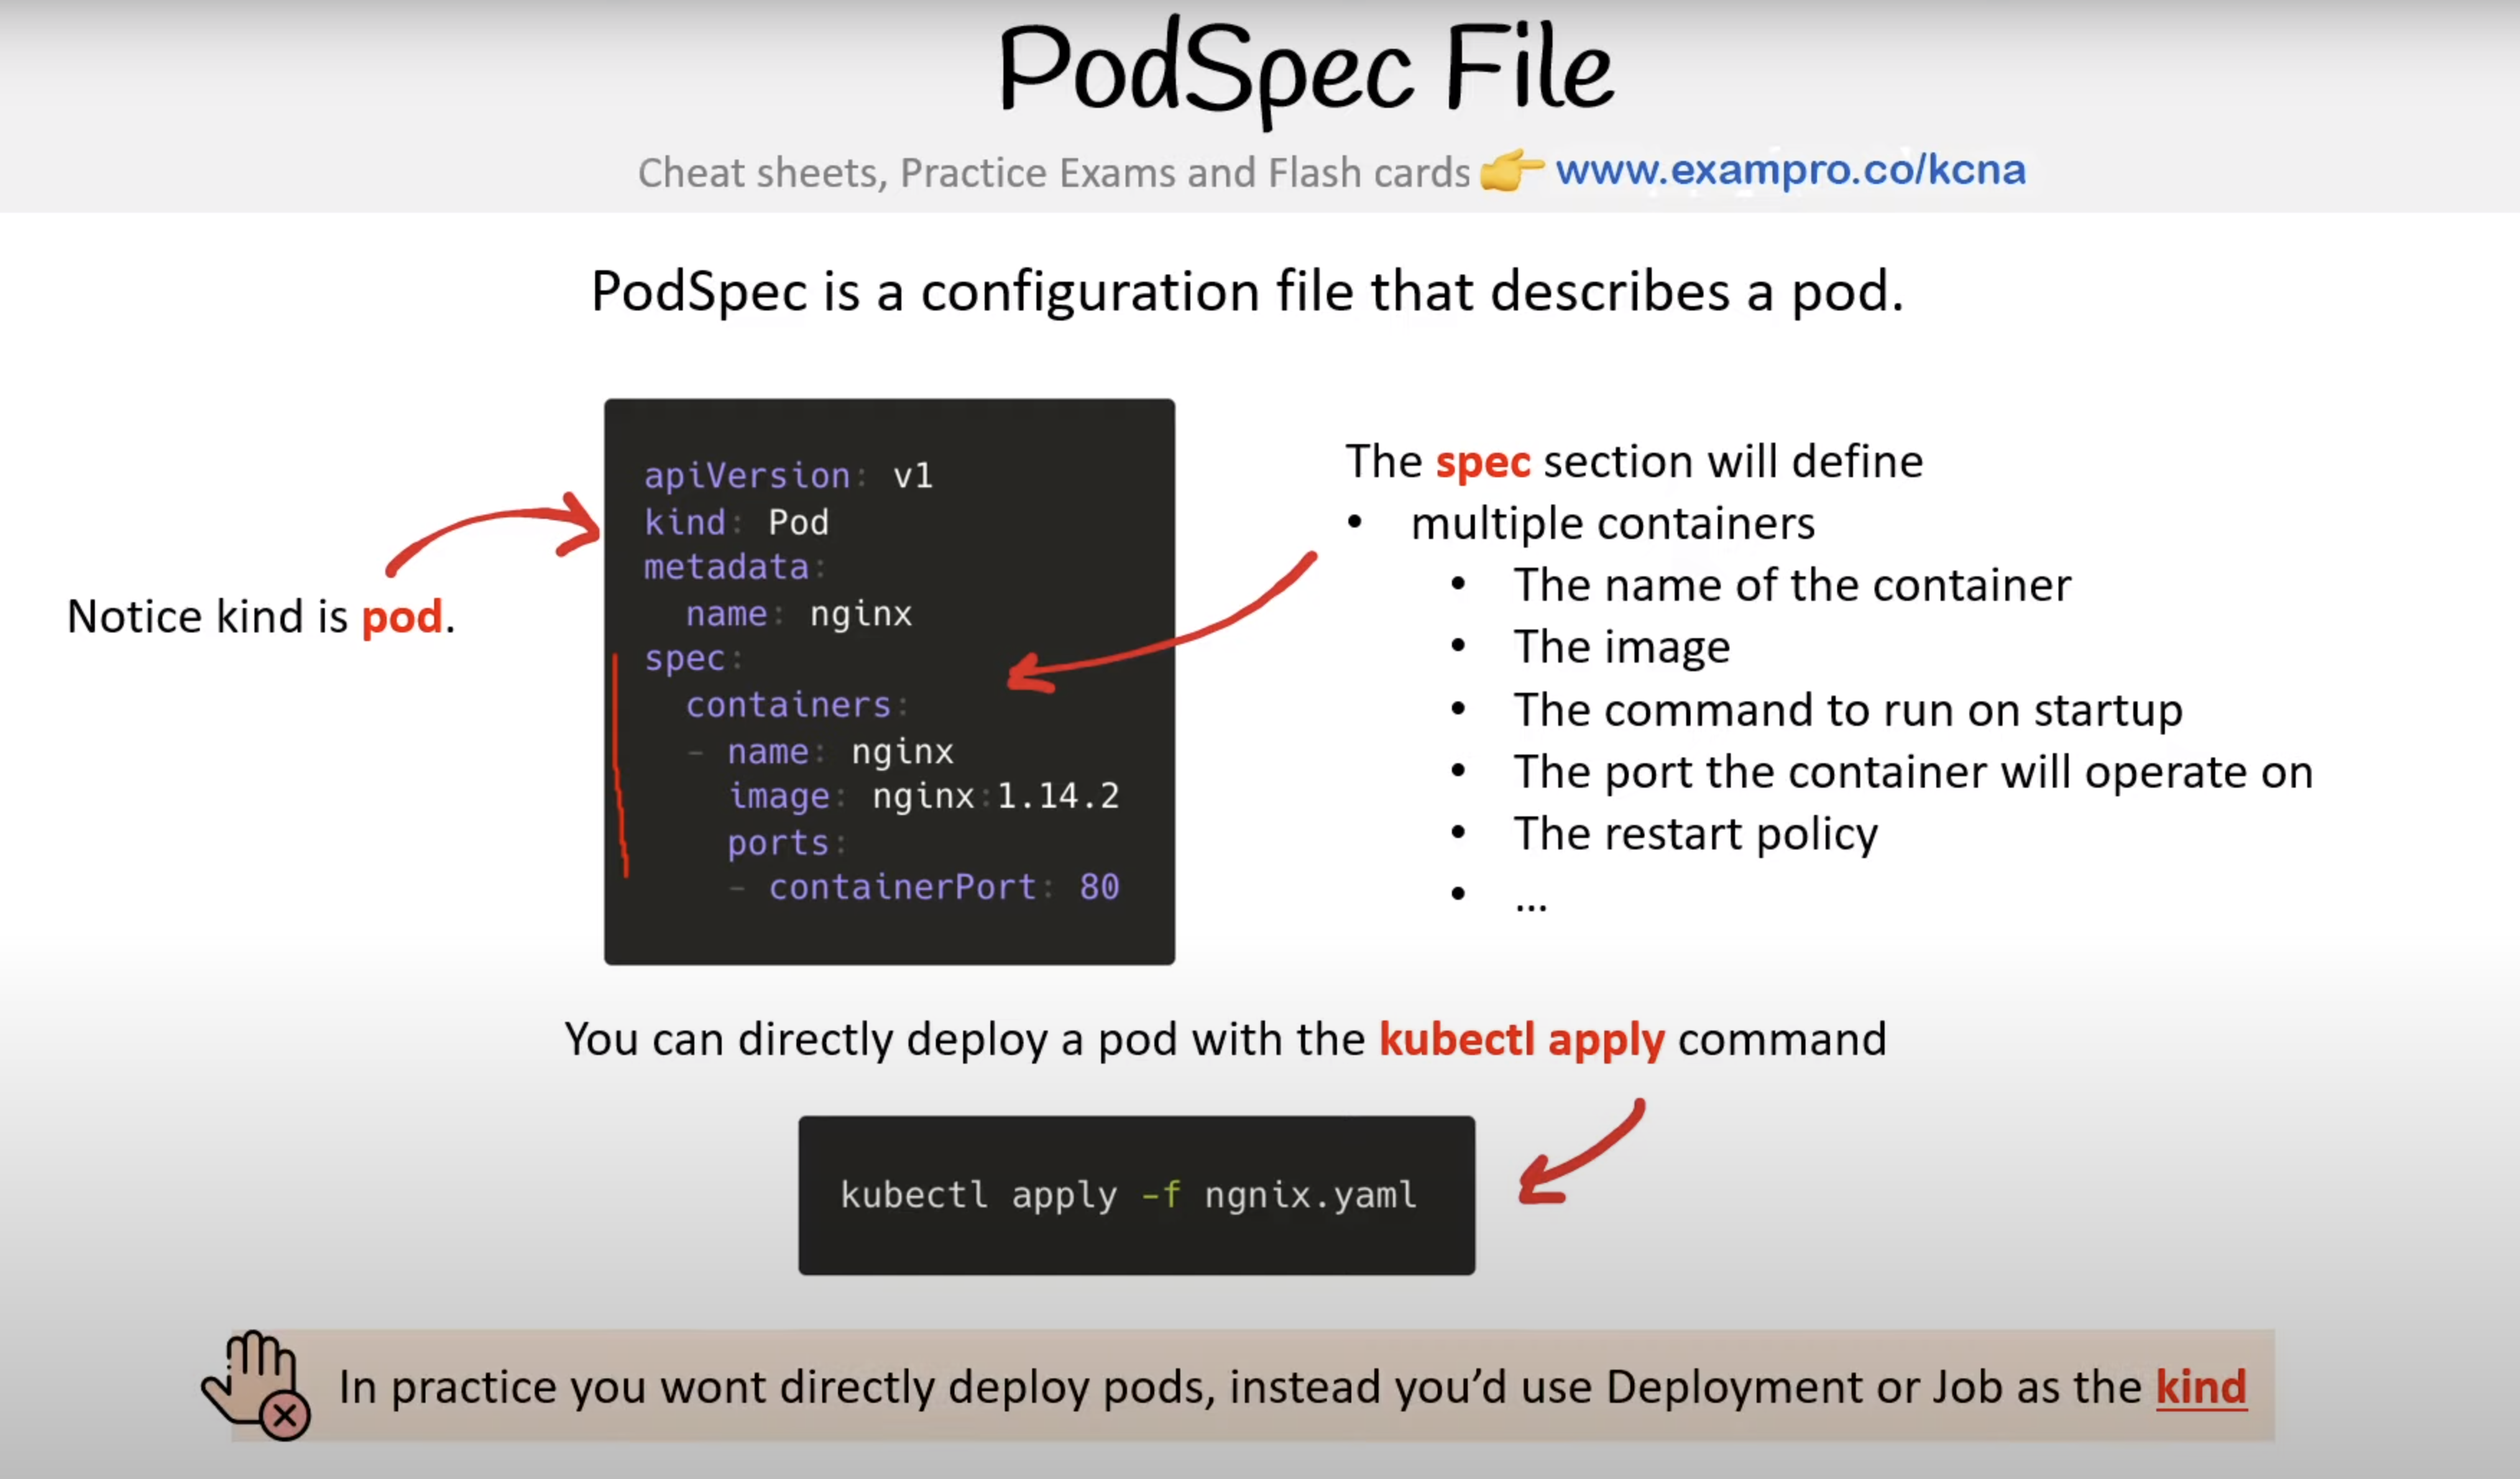 PodSpec File
Cheat sheets, Practice Exams and Flash cards 👉 www.exampro.co/kcna
PodSpec is a configuration file that describes a pod.
Notice kind is pod.
apiVersion: v1
kind: Pod
metadata:
  name: nginx
spec:
  containers:
  - name: nginx
    image: nginx:1.14.2
    ports:
    - containerPort: 80
The spec section will define
• multiple containers
• The name of the container
• The image
• The command to run on startup
• The port the container will operate on
• The restart policy
• ...
You can directly deploy a pod with the kubectl apply command
kubectl apply -f ngnix.yaml
In practice you wont directly deploy pods, instead you’d use Deployment or Job as the kind